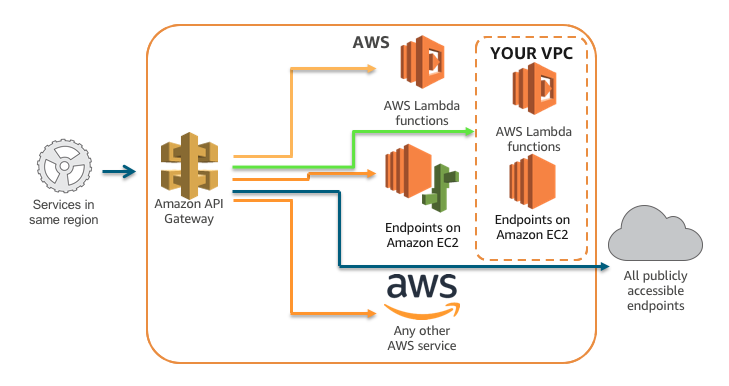 AWS
YOUR VPC
AWS Lambda
functions
AWS Lambda
functions
Services in
same region
Amazon API
Gateway
Endpoints on
Amazon EC2
Endpoints on
Amazon EC2
All publicly
accessible
endpoints
aws
Any other
AWS service